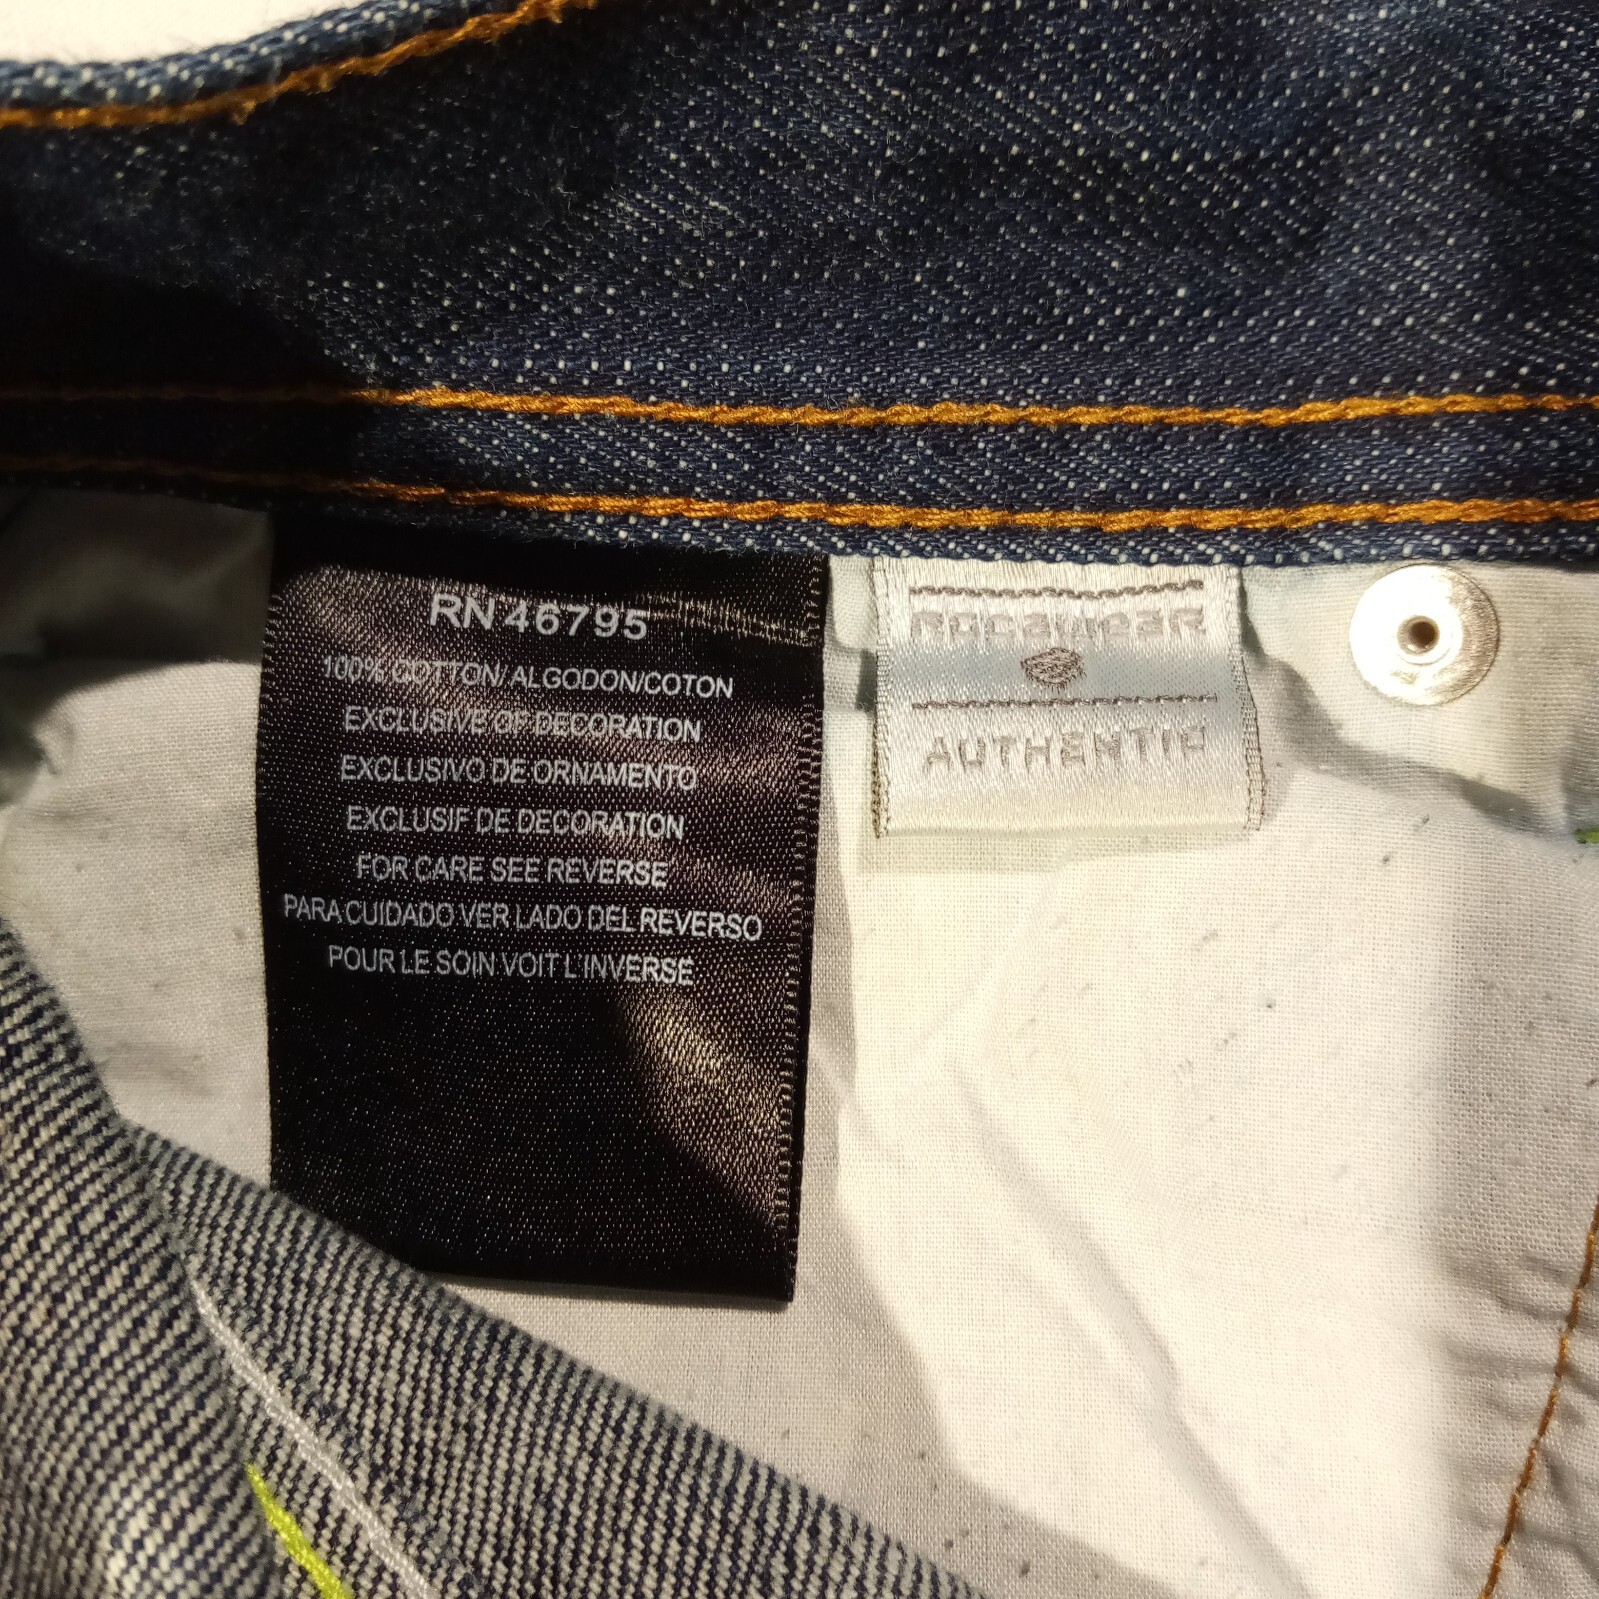 RN 46795
100% COTTON/ ALGODON/COTON
EXCLUSIVE OF DECORATION
EXCLUSIVO DE ORNAMENTO
EXCLUSIF DE DECORATION
FOR CARE SEE REVERSE
PARA CUIDADO VER LADO DEL REVERSO
POUR LE SOIN VOIT L'INVERSE
ROCAWEAR
AUTHENTIC